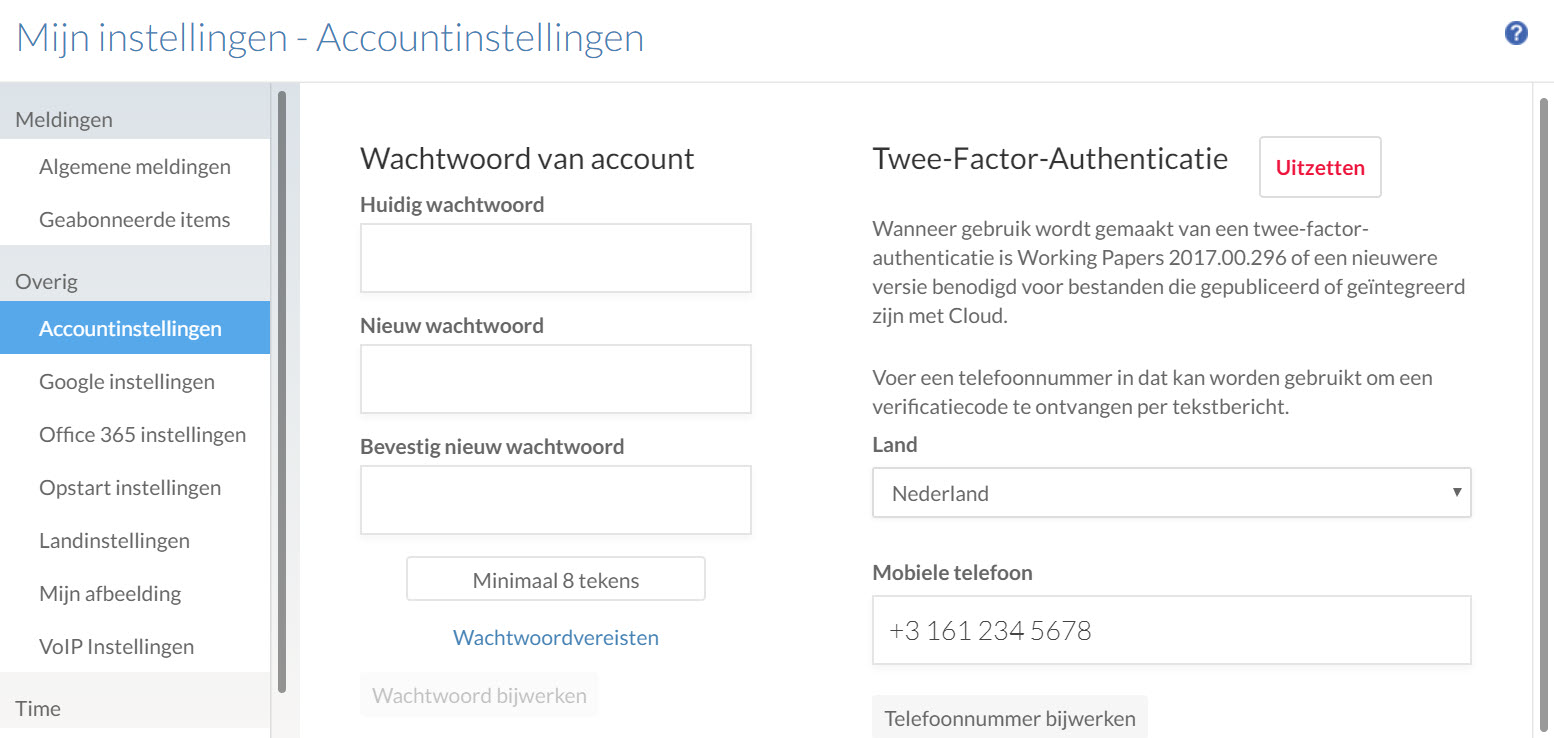 Mijn instellingen - Accountinstellingen
?
Meldingen
Algemene meldingen
Geabonneerde items
Overig
Accountinstellingen
Google instellingen
Office 365 instellingen
Opstart instellingen
Landinstellingen
Mijn afbeelding
VoIP Instellingen
Time
Wachtwoord van account
Huidig wachtwoord
Nieuw wachtwoord
Bevestig nieuw wachtwoord
Minimaal 8 tekens
Wachtwoordvereisten
Wachtwoord bijwerken
Twee-Factor-Authenticatie
Uitzetten
Wanneer gebruik wordt gemaakt van een twee-factor-
authenticatie is Working Papers 2017.00.296 of een nieuwere
versie benodigd voor bestanden die gepubliceerd of geïntegreerd
zijn met Cloud.
Voer een telefoonnummer in dat kan worden gebruikt om een
verificatiecode te ontvangen per tekstbericht.
Land
Nederland
Mobiele telefoon
+3 161 234 5678
Telefoonnummer bijwerken